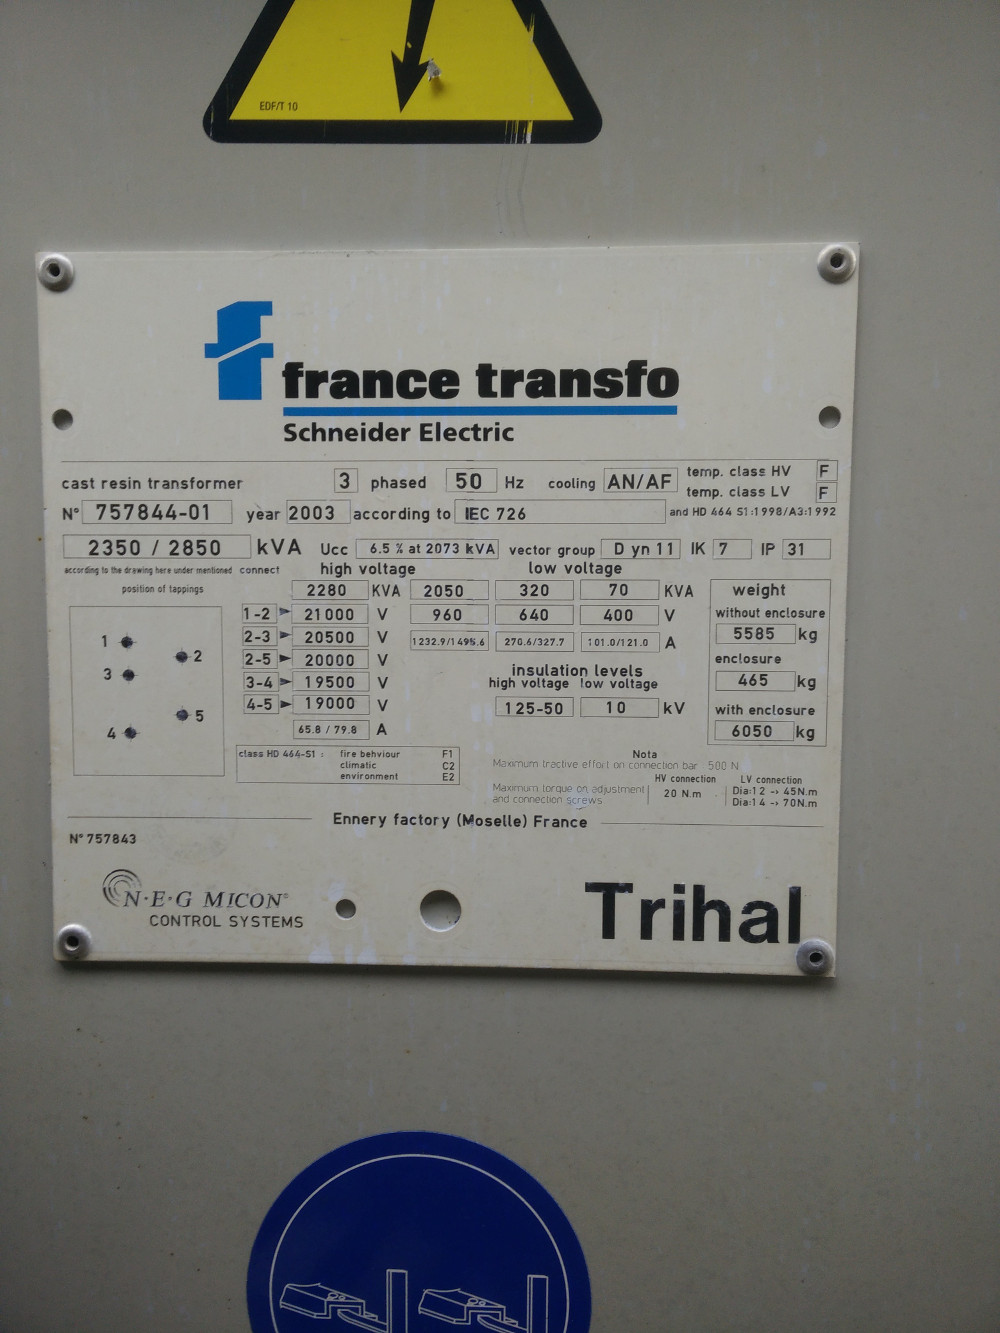 EDF/T 10
france transfo
Schneider Electric
cast resin transformer 3 phased 50 Hz cooling AN/AF temp. class HV F
temp. class LV F
N° 757844-01 year 2003 according to IEC 726 and HD 464 S1:1998/A3:1992
2350 / 2850 kVA Ucc 6.5 % at 2073 kVA vector group D yn 11 IK 7 IP 31
according to the drawing here under mentioned connect high voltage low voltage
position of tappings 2280 KVA 2050 320 70 KVA weight
1-2 21000 V 960 640 400 V without enclosure
1 2 2-3 20500 V 1232.9/1495.6 270.6/327.7 101.0/121.0 A 5585 kg
3 2-5 20000 V insulation levels enclosure
3-4 19500 V high voltage low voltage 465 kg
4 5 4-5 19000 V 125-50 10 kV with enclosure
65.8 / 79.8 A 6050 kg
class HD 464-S1 : fire behviour F1
climatic C2
environment E2
Nota
Maximum tractive effort on connection bar 500 N
HV connection LV connection
Maximum torque on adjustment 20 N.m Dia:12 -> 45N.m
and connection screws Dia:14 -> 70N.m
Ennery factory (Moselle) France
N° 757843
N·E·G MICON
CONTROL SYSTEMS
Trihal